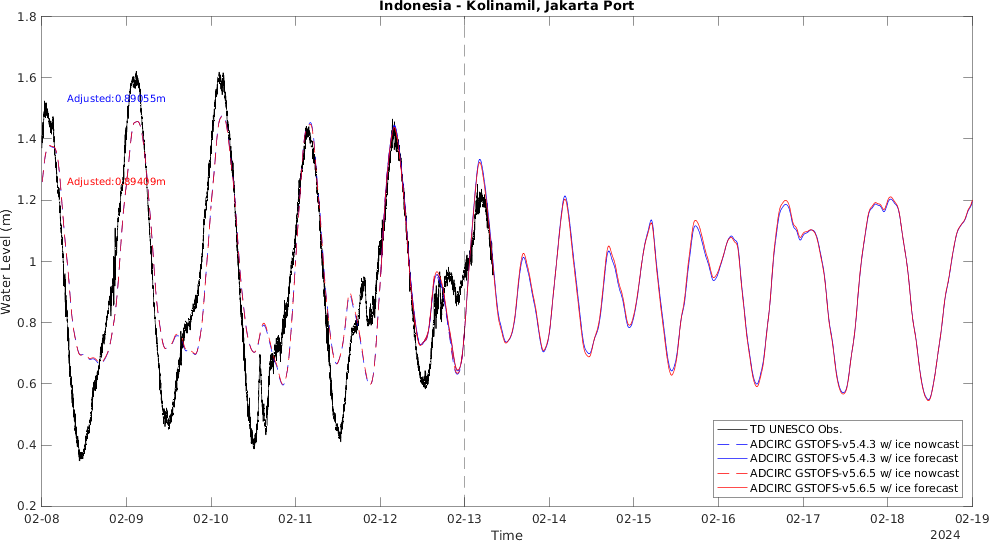 Indonesia - Kolinamil, Jakarta Port
1.8
1.6
1.4
1.2
1
0.8
0.6
0.4
0.2
Water Level (m)
Adjusted:0.89055m
Adjusted:0.89409m
TD UNESCO Obs.
ADCIRC GSTOFS-v5.4.3 w/ ice nowcast
ADCIRC GSTOFS-v5.4.3 w/ ice forecast
ADCIRC GSTOFS-v5.6.5 w/ ice nowcast
ADCIRC GSTOFS-v5.6.5 w/ ice forecast
02-08 02-09 02-10 02-11 02-12 02-13 02-14 02-15 02-16 02-17 02-18 02-19
Time
2024